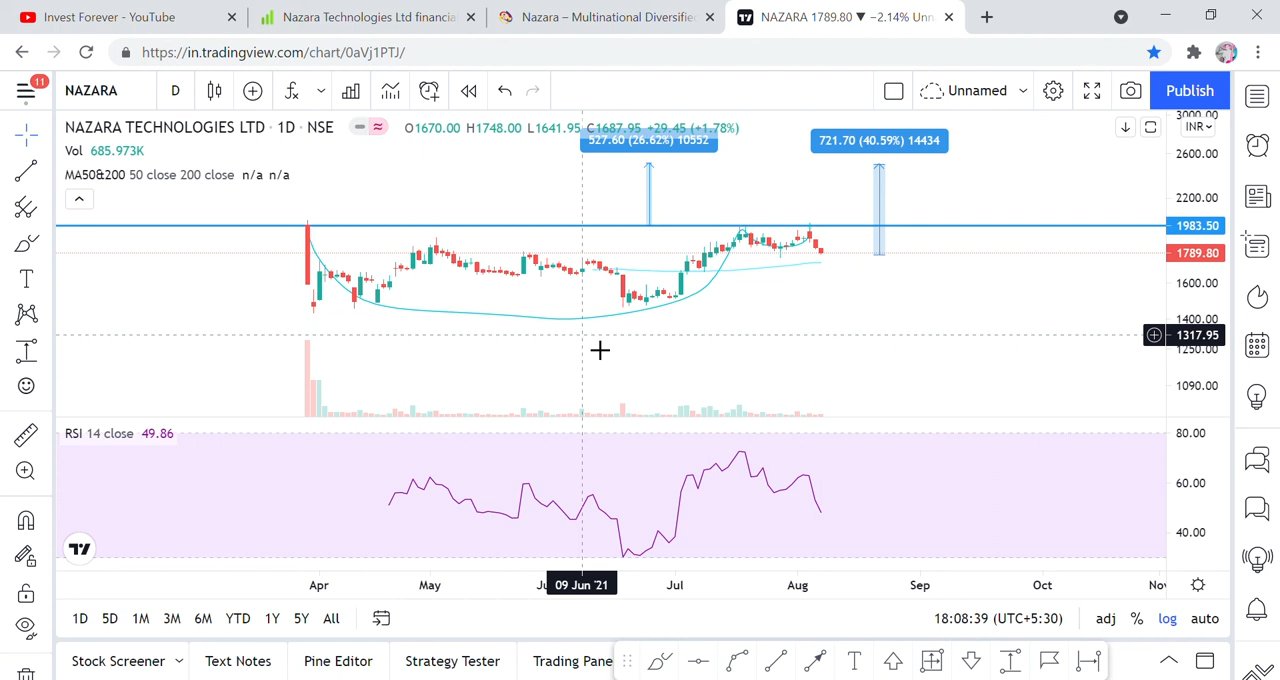 Invest Forever - YouTube
Nazara Technologies Ltd financia
Nazara – Multinational Diversifie
NAZARA 1789.80 ▼ −2.14% Unn
https://in.tradingview.com/chart/0aVj1PTJ/
11
NAZARA
D
Unnamed
Publish
NAZARA TECHNOLOGIES LTD · 1D · NSE
O1670.00 H1748.00 L1641.95 C1687.95 +29.45 (+1.78%)
Vol 685.973K
MA50&200 50 close 200 close n/a n/a
527.60 (26.62%) 10552
721.70 (40.59%) 14434
INR
3000.00
2600.00
2200.00
1983.50
1789.80
1600.00
1400.00
1317.95
1250.00
1090.00
RSI 14 close 49.86
80.00
60.00
40.00
Apr
May
Ju
09 Jun '21
Jul
Aug
Sep
Oct
Nov
1D 5D 1M 3M 6M YTD 1Y 5Y All
18:08:39 (UTC+5:30)
adj % log auto
Stock Screener
Text Notes
Pine Editor
Strategy Tester
Trading Pane